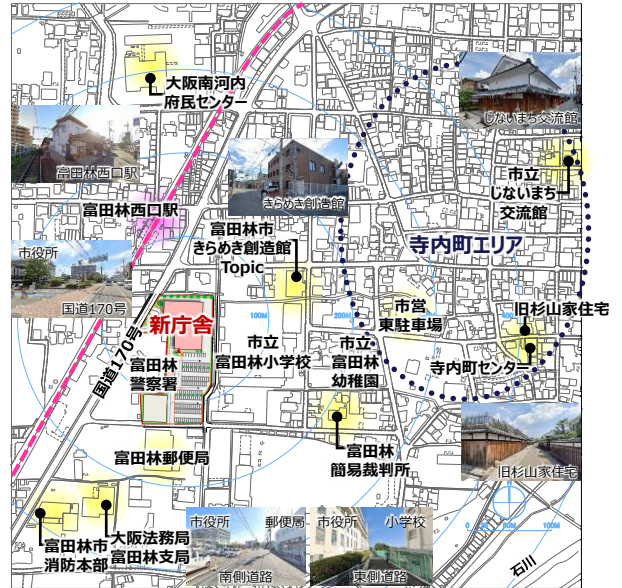 大阪南河内
府民センター
じないまち交流館
富田林西口駅
きらめき創造館
市立
じないまち
交流館
富田林西口駅
富田林市
きらめき創造館
Topic
寺内町エリア
市役所
国道170号
国道170号
新庁舎
100M
200M
市営
東駐車場
旧杉山家住宅
富田林
警察署
市立
富田林小学校
市立
富田林
幼稚園
寺内町センター
富田林郵便局
富田林
簡易裁判所
旧杉山家住宅
富田林市
消防本部
大阪法務局
富田林支局
市役所
郵便局
南側道路
市役所
小学校
東側道路
0
50M
100M
石川